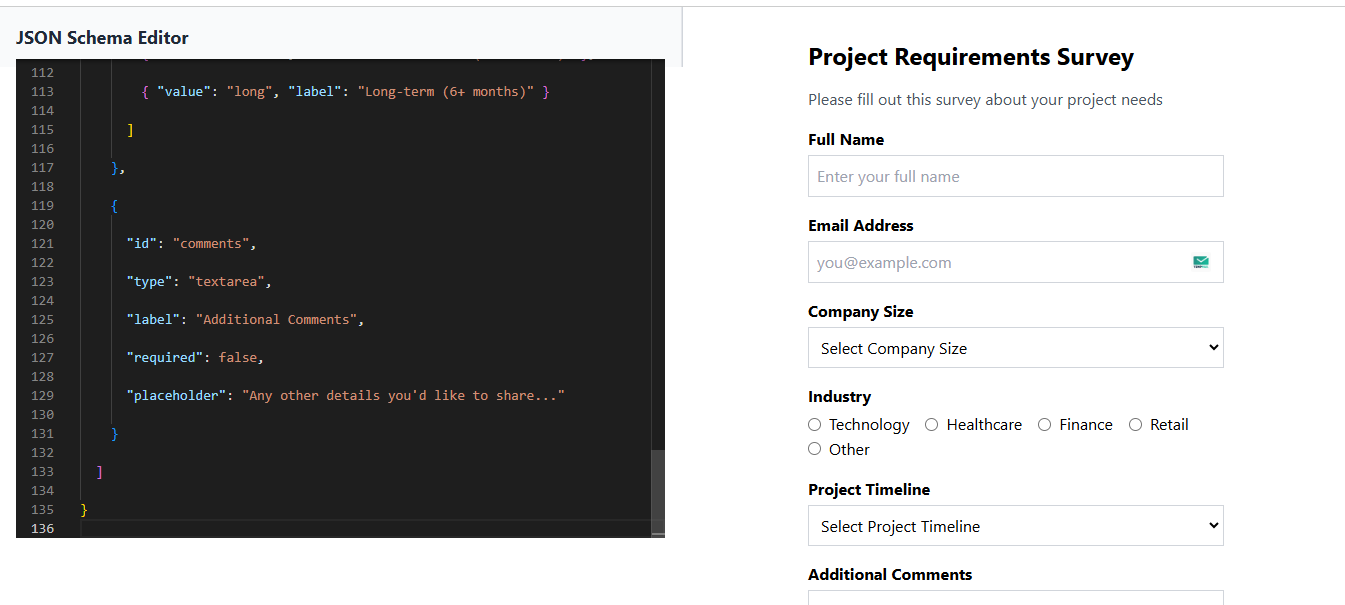 JSON Schema Editor
112
113 { "value": "long", "label": "Long-term (6+ months)" }
114
115 ]
116
117 },
118
119 {
120
121 "id": "comments",
122
123 "type": "textarea",
124
125 "label": "Additional Comments",
126
127 "required": false,
128
129 "placeholder": "Any other details you'd like to share..."
130
131 }
132
133 ]
134
135 }
136
Project Requirements Survey
Please fill out this survey about your project needs
Full Name
Enter your full name
Email Address
you@example.com
Company Size
Select Company Size
Industry
Technology Healthcare Finance Retail
Other
Project Timeline
Select Project Timeline
Additional Comments